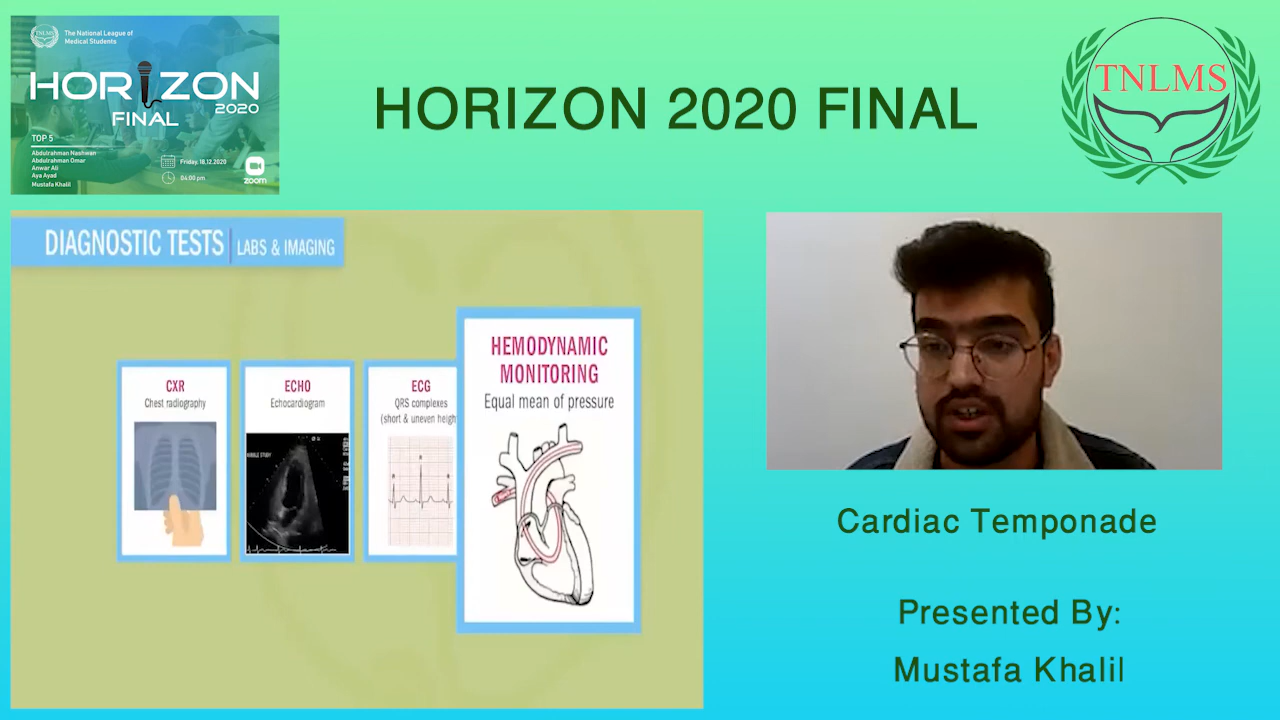 TNLMS
The National League of
Medical Students
HORIZON
2020
FINAL
TOP 5
Abdulrahman Nashwan
Abdulrahman Omar
Anwar Ali
Aya Ayad
Mustafa Khalil
Friday, 18.12.2020
04:00 pm
zoom
HORIZON 2020 FINAL
TNLMS
DIAGNOSTIC TESTS | LABS & IMAGING
CXR
Chest radiography
ECHO
Echocardiogram
ECG
QRS complexes
(short & uneven heigh
R
R
R
HEMODYNAMIC
MONITORING
Equal mean of pressure
Cardiac Temponade
Presented By:
Mustafa Khalil